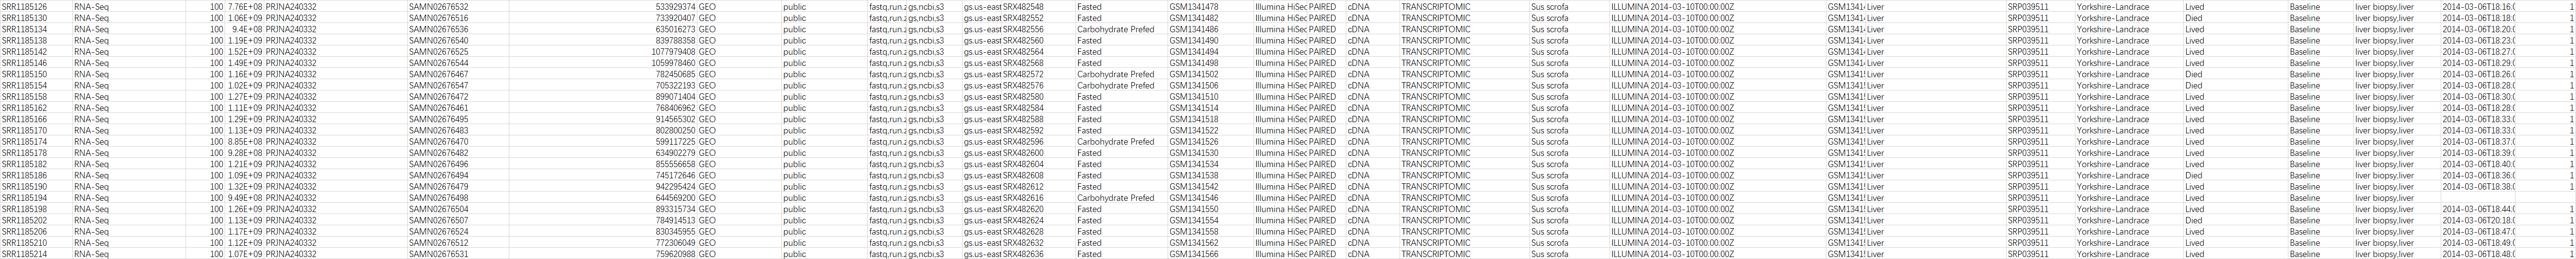 SRR1185126 RNA-Seq 100 7.76E+08 PRJNA240332 SAMN02676532 533929374 GEO public fastq,run.z gs,ncbi,s3 gs.us-east SRX482548 Fasted GSM1341478 Illumina HiSec PAIRED cDNA TRANSCRIPTOMIC Sus scrofa ILLUMINA 2014-03-10T00:00:00Z GSM1341 Liver SRP039511 Yorkshire-Landrace Lived Baseline liver biopsy,liver 2014-03-06T18:16:0 1
SRR1185130 RNA-Seq 100 1.06E+09 PRJNA240332 SAMN02676516 733920407 GEO public fastq,run.z gs,ncbi,s3 gs.us-east SRX482552 Fasted GSM1341482 Illumina HiSec PAIRED cDNA TRANSCRIPTOMIC Sus scrofa ILLUMINA 2014-03-10T00:00:00Z GSM1341 Liver SRP039511 Yorkshire-Landrace Died Baseline liver biopsy,liver 2014-03-06T18:18:0 1
SRR1185134 RNA-Seq 100 9.4E+08 PRJNA240332 SAMN02676536 635016273 GEO public fastq,run.z gs,ncbi,s3 gs.us-east SRX482556 Carbohydrate Prefed GSM1341486 Illumina HiSec PAIRED cDNA TRANSCRIPTOMIC Sus scrofa ILLUMINA 2014-03-10T00:00:00Z GSM1341 Liver SRP039511 Yorkshire-Landrace Lived Baseline liver biopsy,liver 2014-03-06T18:20:0 1
SRR1185138 RNA-Seq 100 1.19E+09 PRJNA240332 SAMN02676540 839788358 GEO public fastq,run.z gs,ncbi,s3 gs.us-east SRX482560 Fasted GSM1341490 Illumina HiSec PAIRED cDNA TRANSCRIPTOMIC Sus scrofa ILLUMINA 2014-03-10T00:00:00Z GSM1341 Liver SRP039511 Yorkshire-Landrace Lived Baseline liver biopsy,liver 2014-03-06T18:23:0 1
SRR1185142 RNA-Seq 100 1.52E+09 PRJNA240332 SAMN02676525 1077979408 GEO public fastq,run.z gs,ncbi,s3 gs.us-east SRX482564 Fasted GSM1341494 Illumina HiSec PAIRED cDNA TRANSCRIPTOMIC Sus scrofa ILLUMINA 2014-03-10T00:00:00Z GSM1341 Liver SRP039511 Yorkshire-Landrace Lived Baseline liver biopsy,liver 2014-03-06T18:27:0 1
SRR1185146 RNA-Seq 100 1.49E+09 PRJNA240332 SAMN02676544 1059978460 GEO public fastq,run.z gs,ncbi,s3 gs.us-east SRX482568 Fasted GSM1341498 Illumina HiSec PAIRED cDNA TRANSCRIPTOMIC Sus scrofa ILLUMINA 2014-03-10T00:00:00Z GSM1341 Liver SRP039511 Yorkshire-Landrace Lived Baseline liver biopsy,liver 2014-03-06T18:29:0 1
SRR1185150 RNA-Seq 100 1.16E+09 PRJNA240332 SAMN02676467 782450685 GEO public fastq,run.z gs,ncbi,s3 gs.us-east SRX482572 Carbohydrate Prefed GSM1341502 Illumina HiSec PAIRED cDNA TRANSCRIPTOMIC Sus scrofa ILLUMINA 2014-03-10T00:00:00Z GSM1341! Liver SRP039511 Yorkshire-Landrace Died Baseline liver biopsy,liver 2014-03-06T18:26:0 1
SRR1185154 RNA-Seq 100 1.02E+09 PRJNA240332 SAMN02676547 705322193 GEO public fastq,run.z gs,ncbi,s3 gs.us-east SRX482576 Carbohydrate Prefed GSM1341506 Illumina HiSec PAIRED cDNA TRANSCRIPTOMIC Sus scrofa ILLUMINA 2014-03-10T00:00:00Z GSM1341! Liver SRP039511 Yorkshire-Landrace Died Baseline liver biopsy,liver 2014-03-06T18:28:0 1
SRR1185158 RNA-Seq 100 1.27E+09 PRJNA240332 SAMN02676472 899071404 GEO public fastq,run.z gs,ncbi,s3 gs.us-east SRX482580 Fasted GSM1341510 Illumina HiSec PAIRED cDNA TRANSCRIPTOMIC Sus scrofa ILLUMINA 2014-03-10T00:00:00Z GSM1341! Liver SRP039511 Yorkshire-Landrace Lived Baseline liver biopsy,liver 2014-03-06T18:30:0 1
SRR1185162 RNA-Seq 100 1.11E+09 PRJNA240332 SAMN02676461 768406962 GEO public fastq,run.z gs,ncbi,s3 gs.us-east SRX482584 Fasted GSM1341514 Illumina HiSec PAIRED cDNA TRANSCRIPTOMIC Sus scrofa ILLUMINA 2014-03-10T00:00:00Z GSM1341! Liver SRP039511 Yorkshire-Landrace Lived Baseline liver biopsy,liver 2014-03-06T18:28:0 1
SRR1185166 RNA-Seq 100 1.29E+09 PRJNA240332 SAMN02676495 914565302 GEO public fastq,run.z gs,ncbi,s3 gs.us-east SRX482588 Fasted GSM1341518 Illumina HiSec PAIRED cDNA TRANSCRIPTOMIC Sus scrofa ILLUMINA 2014-03-10T00:00:00Z GSM1341! Liver SRP039511 Yorkshire-Landrace Lived Baseline liver biopsy,liver 2014-03-06T18:33:0 1
SRR1185170 RNA-Seq 100 1.13E+09 PRJNA240332 SAMN02676483 802800250 GEO public fastq,run.z gs,ncbi,s3 gs.us-east SRX482592 Fasted GSM1341522 Illumina HiSec PAIRED cDNA TRANSCRIPTOMIC Sus scrofa ILLUMINA 2014-03-10T00:00:00Z GSM1341! Liver SRP039511 Yorkshire-Landrace Lived Baseline liver biopsy,liver 2014-03-06T18:33:0 1
SRR1185174 RNA-Seq 100 8.85E+08 PRJNA240332 SAMN02676470 599117225 GEO public fastq,run.z gs,ncbi,s3 gs.us-east SRX482596 Carbohydrate Prefed GSM1341526 Illumina HiSec PAIRED cDNA TRANSCRIPTOMIC Sus scrofa ILLUMINA 2014-03-10T00:00:00Z GSM1341! Liver SRP039511 Yorkshire-Landrace Lived Baseline liver biopsy,liver 2014-03-06T18:37:0 1
SRR1185178 RNA-Seq 100 9.28E+08 PRJNA240332 SAMN02676482 634902279 GEO public fastq,run.z gs,ncbi,s3 gs.us-east SRX482600 Fasted GSM1341530 Illumina HiSec PAIRED cDNA TRANSCRIPTOMIC Sus scrofa ILLUMINA 2014-03-10T00:00:00Z GSM1341! Liver SRP039511 Yorkshire-Landrace Lived Baseline liver biopsy,liver 2014-03-06T18:39:0 1
SRR1185182 RNA-Seq 100 1.21E+09 PRJNA240332 SAMN02676496 855556658 GEO public fastq,run.z gs,ncbi,s3 gs.us-east SRX482604 Fasted GSM1341534 Illumina HiSec PAIRED cDNA TRANSCRIPTOMIC Sus scrofa ILLUMINA 2014-03-10T00:00:00Z GSM1341! Liver SRP039511 Yorkshire-Landrace Lived Baseline liver biopsy,liver 2014-03-06T18:40:0 1
SRR1185186 RNA-Seq 100 1.09E+09 PRJNA240332 SAMN02676494 745172646 GEO public fastq,run.z gs,ncbi,s3 gs.us-east SRX482608 Fasted GSM1341538 Illumina HiSec PAIRED cDNA TRANSCRIPTOMIC Sus scrofa ILLUMINA 2014-03-10T00:00:00Z GSM1341! Liver SRP039511 Yorkshire-Landrace Died Baseline liver biopsy,liver 2014-03-06T18:36:0 1
SRR1185190 RNA-Seq 100 1.32E+09 PRJNA240332 SAMN02676479 942295424 GEO public fastq,run.z gs,ncbi,s3 gs.us-east SRX482612 Fasted GSM1341542 Illumina HiSec PAIRED cDNA TRANSCRIPTOMIC Sus scrofa ILLUMINA 2014-03-10T00:00:00Z GSM1341! Liver SRP039511 Yorkshire-Landrace Lived Baseline liver biopsy,liver 2014-03-06T18:38:0 1
SRR1185194 RNA-Seq 100 9.49E+08 PRJNA240332 SAMN02676498 644569200 GEO public fastq,run.z gs,ncbi,s3 gs.us-east SRX482616 Carbohydrate Prefed GSM1341546 Illumina HiSec PAIRED cDNA TRANSCRIPTOMIC Sus scrofa ILLUMINA 2014-03-10T00:00:00Z GSM1341! Liver SRP039511 Yorkshire-Landrace Lived Baseline liver biopsy,liver 1
SRR1185198 RNA-Seq 100 1.26E+09 PRJNA240332 SAMN02676504 893315734 GEO public fastq,run.z gs,ncbi,s3 gs.us-east SRX482620 Fasted GSM1341550 Illumina HiSec PAIRED cDNA TRANSCRIPTOMIC Sus scrofa ILLUMINA 2014-03-10T00:00:00Z GSM1341! Liver SRP039511 Yorkshire-Landrace Lived Baseline liver biopsy,liver 2014-03-06T18:44:0 1
SRR1185202 RNA-Seq 100 1.13E+09 PRJNA240332 SAMN02676507 784914513 GEO public fastq,run.z gs,ncbi,s3 gs.us-east SRX482624 Fasted GSM1341554 Illumina HiSec PAIRED cDNA TRANSCRIPTOMIC Sus scrofa ILLUMINA 2014-03-10T00:00:00Z GSM1341! Liver SRP039511 Yorkshire-Landrace Died Baseline liver biopsy,liver 2014-03-06T20:18:0 1
SRR1185206 RNA-Seq 100 1.17E+09 PRJNA240332 SAMN02676524 830345955 GEO public fastq,run.z gs,ncbi,s3 gs.us-east SRX482628 Fasted GSM1341558 Illumina HiSec PAIRED cDNA TRANSCRIPTOMIC Sus scrofa ILLUMINA 2014-03-10T00:00:00Z GSM1341! Liver SRP039511 Yorkshire-Landrace Lived Baseline liver biopsy,liver 2014-03-06T18:47:0 1
SRR1185210 RNA-Seq 100 1.12E+09 PRJNA240332 SAMN02676512 772306049 GEO public fastq,run.z gs,ncbi,s3 gs.us-east SRX482632 Fasted GSM1341562 Illumina HiSec PAIRED cDNA TRANSCRIPTOMIC Sus scrofa ILLUMINA 2014-03-10T00:00:00Z GSM1341! Liver SRP039511 Yorkshire-Landrace Lived Baseline liver biopsy,liver 2014-03-06T18:49:0 1
SRR1185214 RNA-Seq 100 1.07E+09 PRJNA240332 SAMN02676531 759620988 GEO public fastq,run.z gs,ncbi,s3 gs.us-east SRX482636 Fasted GSM1341566 Illumina HiSec PAIRED cDNA TRANSCRIPTOMIC Sus scrofa ILLUMINA 2014-03-10T00:00:00Z GSM1341! Liver SRP039511 Yorkshire-Landrace Lived Baseline liver biopsy,liver 2014-03-06T18:48:0 1